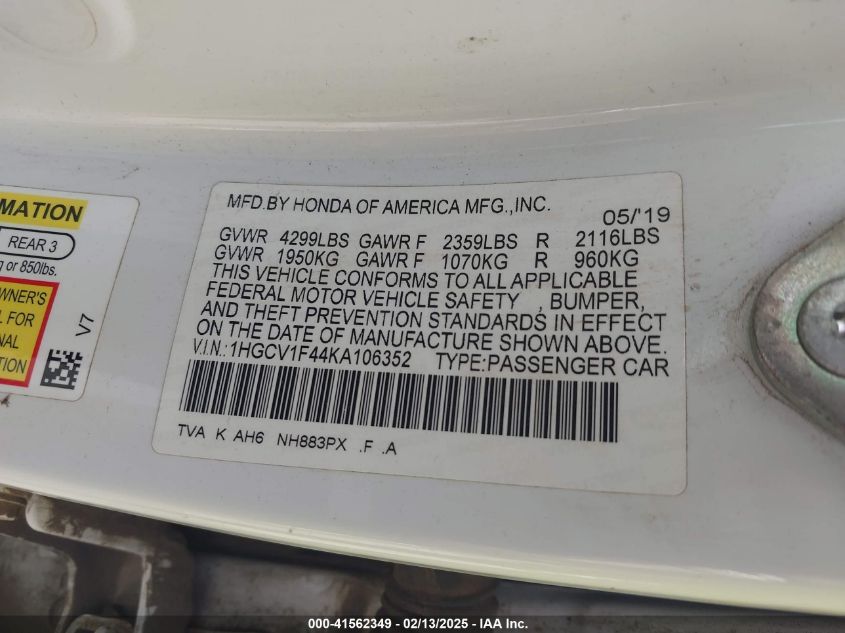 MATION
REAR 3
g or 850lbs.
WNER'S
L FOR
NAL
TION
V7
MFD.BY HONDA OF AMERICA MFG.,INC. 05/'19
GVWR 4299LBS GAWR F 2359LBS R 2116LBS
GVWR 1950KG GAWR F 1070KG R 960KG
THIS VEHICLE CONFORMS TO ALL APPLICABLE
FEDERAL MOTOR VEHICLE SAFETY , BUMPER,
AND THEFT PREVENTION STANDARDS IN EFFECT
ON THE DATE OF MANUFACTURE SHOWN ABOVE.
V.I.N.: 1HGCV1F44KA106352 TYPE:PASSENGER CAR
TVA K AH6 NH883PX .F .A
000-41562349 - 02/13/2025 - IAA, Inc.